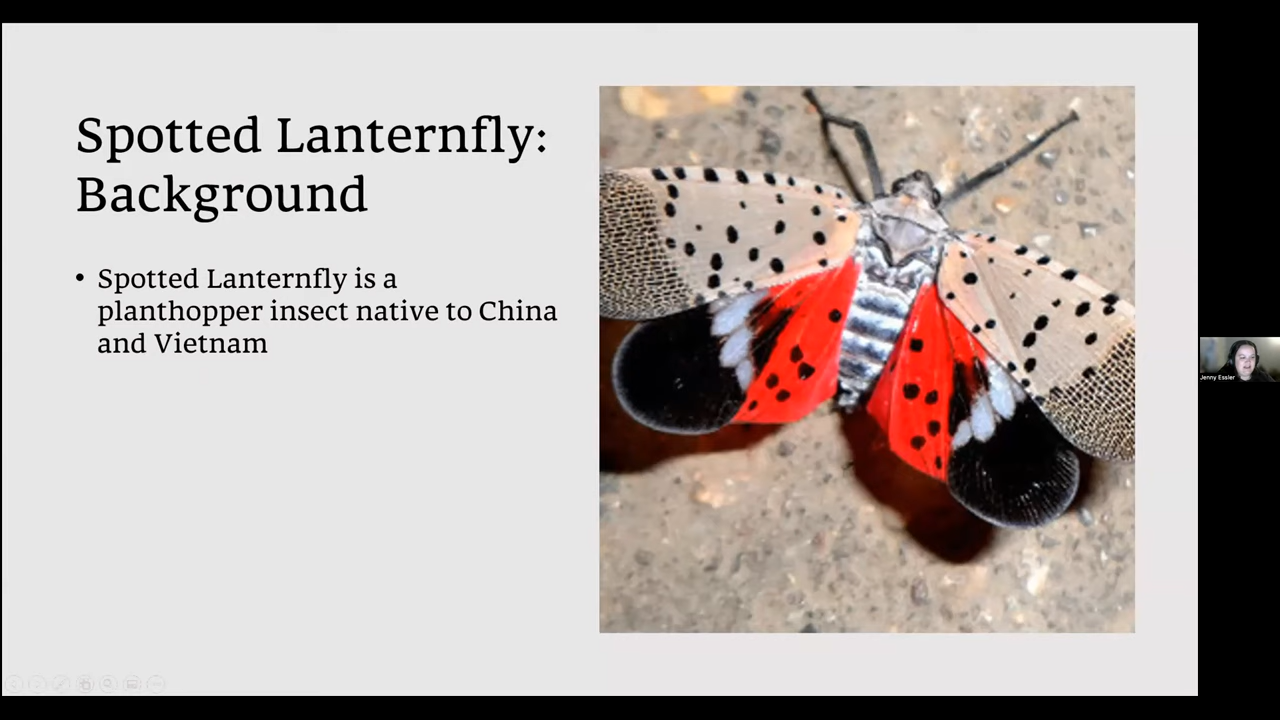 Spotted Lanternfly:
Background
• Spotted Lanternfly is a
planthopper insect native to China
and Vietnam
Jenny Essler